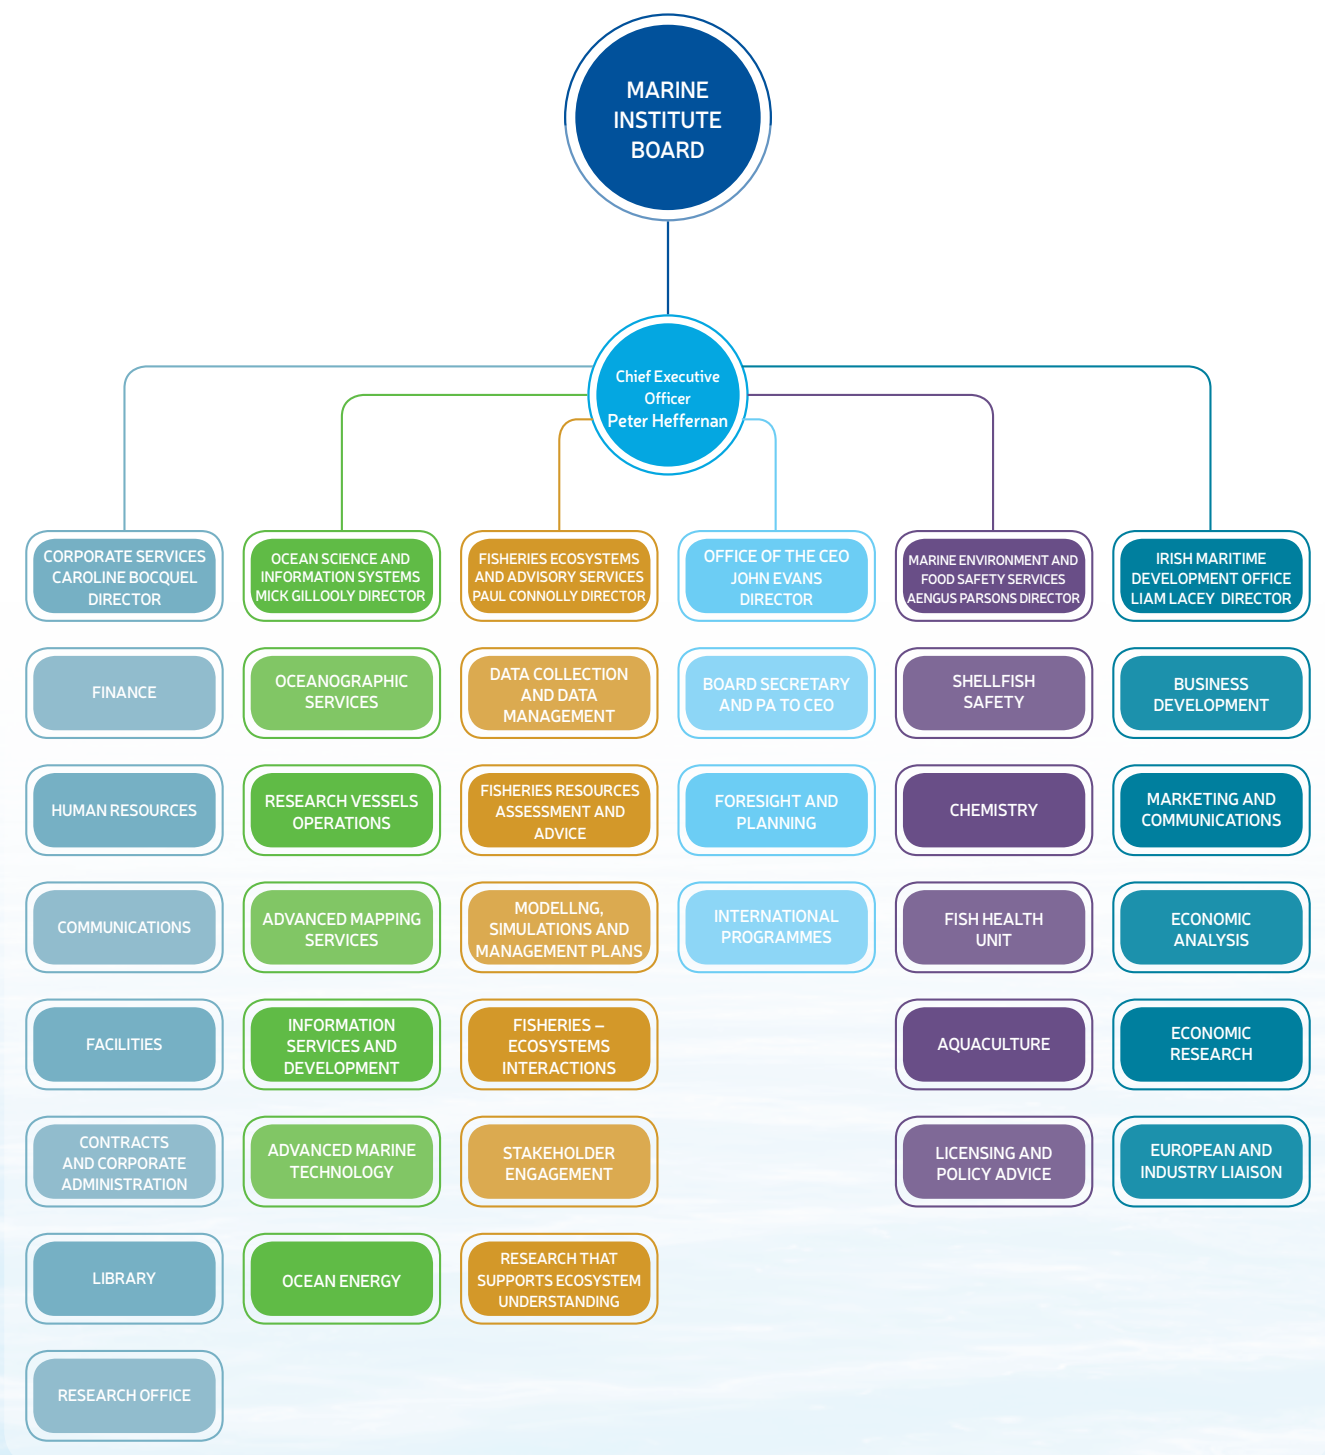 MARINE
INSTITUTE
BOARD
Chief Executive
Officer
Peter Heffernan
CORPORATE SERVICES
CAROLINE BOCQUEL
DIRECTOR
FINANCE
HUMAN RESOURCES
COMMUNICATIONS
FACILITIES
CONTRACTS
AND CORPORATE
ADMINISTRATION
LIBRARY
RESEARCH OFFICE
OCEAN SCIENCE AND
INFORMATION SYSTEMS
MICK GILLOOLY DIRECTOR
OCEANOGRAPHIC
SERVICES
RESEARCH VESSELS
OPERATIONS
ADVANCED MAPPING
SERVICES
INFORMATION
SERVICES AND
DEVELOPMENT
ADVANCED MARINE
TECHNOLOGY
OCEAN ENERGY
FISHERIES ECOSYSTEMS
AND ADVISORY SERVICES
PAUL CONNOLLY DIRECTOR
DATA COLLECTION
AND DATA
MANAGEMENT
FISHERIES RESOURCES
ASSESSMENT AND
ADVICE
MODELLNG,
SIMULATIONS AND
MANAGEMENT PLANS
FISHERIES –
ECOSYSTEMS
INTERACTIONS
STAKEHOLDER
ENGAGEMENT
RESEARCH THAT
SUPPORTS ECOSYSTEM
UNDERSTANDING
OFFICE OF THE CEO
JOHN EVANS
DIRECTOR
BOARD SECRETARY
AND PA TO CEO
FORESIGHT AND
PLANNING
INTERNATIONAL
PROGRAMMES
MARINE ENVIRONMENT AND
FOOD SAFETY SERVICES
AENGUS PARSONS DIRECTOR
SHELLFISH
SAFETY
CHEMISTRY
FISH HEALTH
UNIT
AQUACULTURE
LICENSING AND
POLICY ADVICE
IRISH MARITIME
DEVELOPMENT OFFICE
LIAM LACEY DIRECTOR
BUSINESS
DEVELOPMENT
MARKETING AND
COMMUNICATIONS
ECONOMIC
ANALYSIS
ECONOMIC
RESEARCH
EUROPEAN AND
INDUSTRY LIAISON